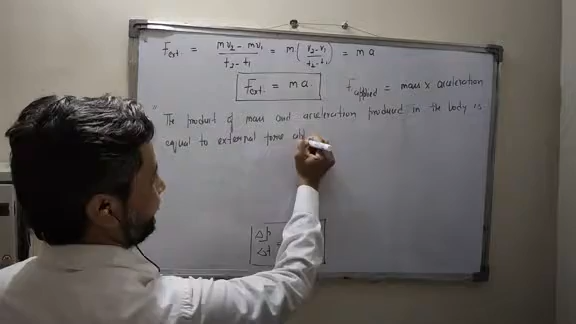 Fext. = mv2 - mv1 / t2 - t1 = m ( v2 - v1 / t2 - t1 ) = ma
Fext. = ma. Fapplied = mass x acceleration
" The product of mass and acceleration produced in the body is
equal to external force
Δp / Δt =